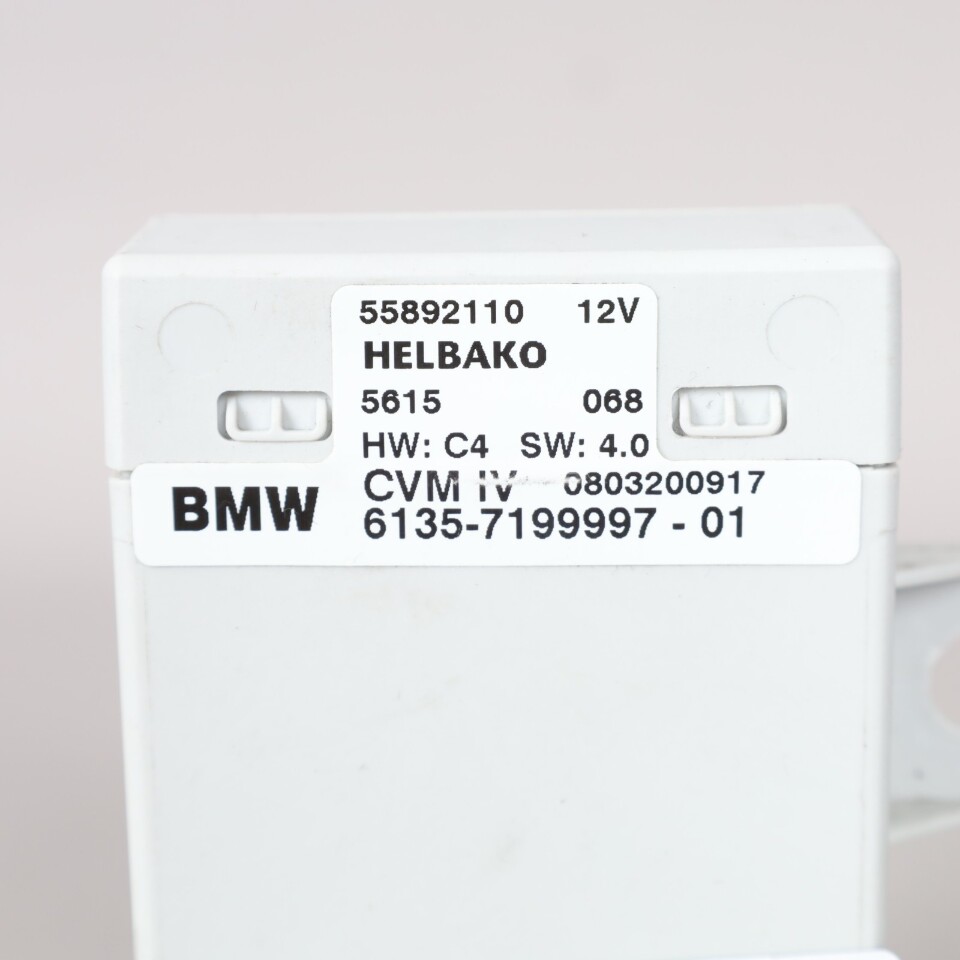 55892110 12V
HELBAKO
5615 068
HW: C4 SW: 4.0
BMW
CVM IV 0803200917
6135-7199997 - 01